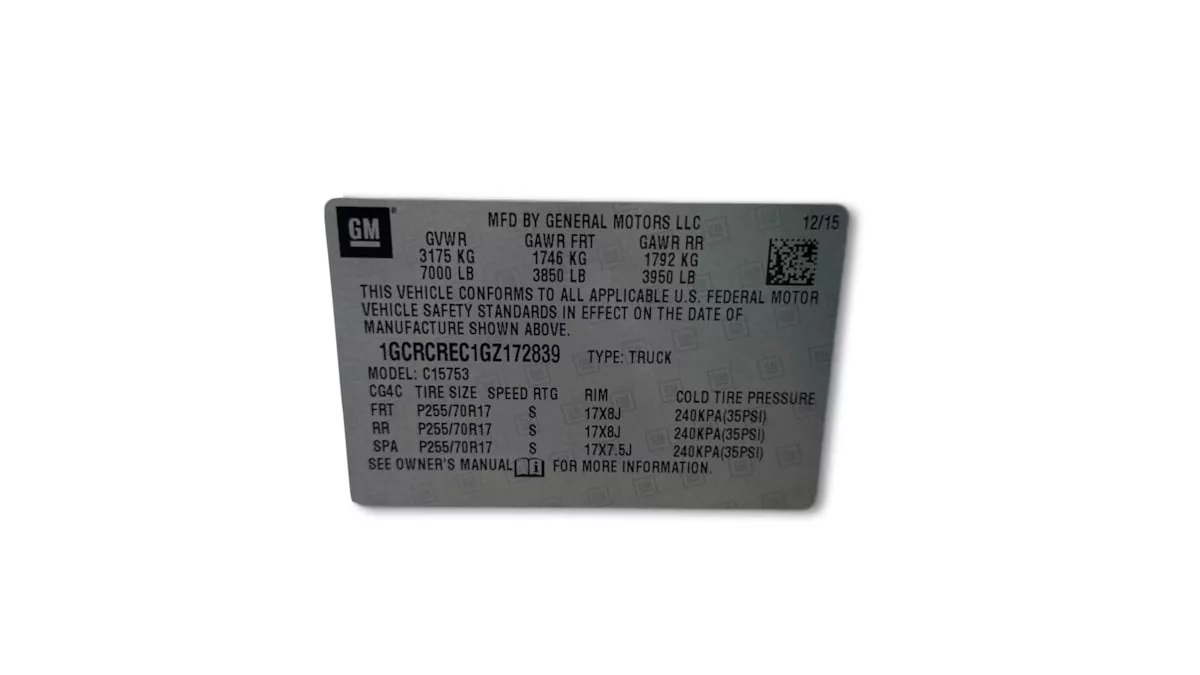 GM® MFD BY GENERAL MOTORS LLC 12/15
GVWR GAWR FRT GAWR RR
3175 KG 1746 KG 1792 KG
7000 LB 3850 LB 3950 LB
THIS VEHICLE CONFORMS TO ALL APPLICABLE U.S. FEDERAL MOTOR
VEHICLE SAFETY STANDARDS IN EFFECT ON THE DATE OF
MANUFACTURE SHOWN ABOVE.
1GCRCREC1GZ172839 TYPE: TRUCK
MODEL: C15753
CG4C TIRE SIZE SPEED RTG RIM COLD TIRE PRESSURE
FRT P255/70R17 S 17X8J 240KPA(35PSI)
RR P255/70R17 S 17X8J 240KPA(35PSI)
SPA P255/70R17 S 17X7.5J 240KPA(35PSI)
SEE OWNER'S MANUAL i FOR MORE INFORMATION.